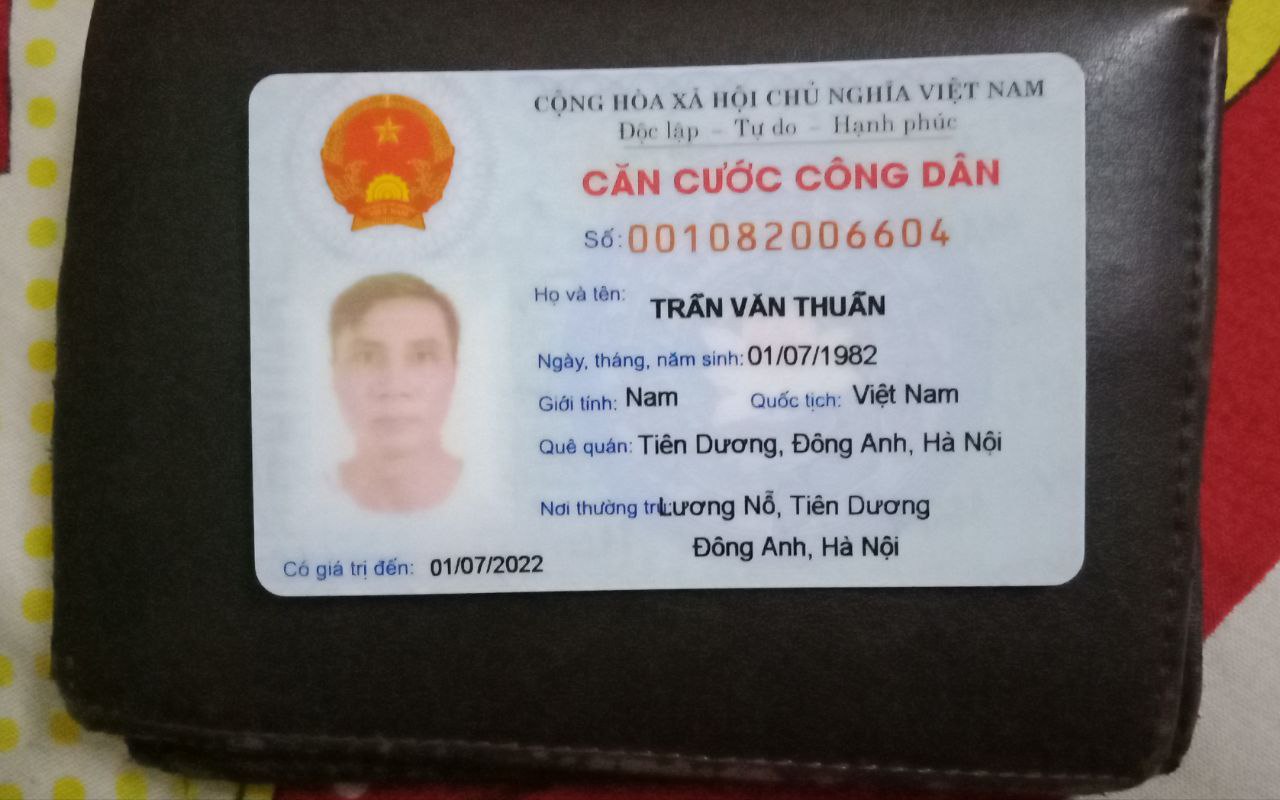 CỘNG HÒA XÃ HỘI CHỦ NGHĨA VIỆT NAM
Độc lập - Tự do - Hạnh phúc
CĂN CƯỚC CÔNG DÂN
Số: 001082006604
Họ và tên: TRẦN VĂN THUẤN
Ngày, tháng, năm sinh: 01/07/1982
Giới tính: Nam Quốc tịch: Việt Nam
Quê quán: Tiên Dương, Đông Anh, Hà Nội
Nơi thường trú: Lương Nỗ, Tiên Dương
Đông Anh, Hà Nội
Có giá trị đến: 01/07/2022
VIỆT NAM